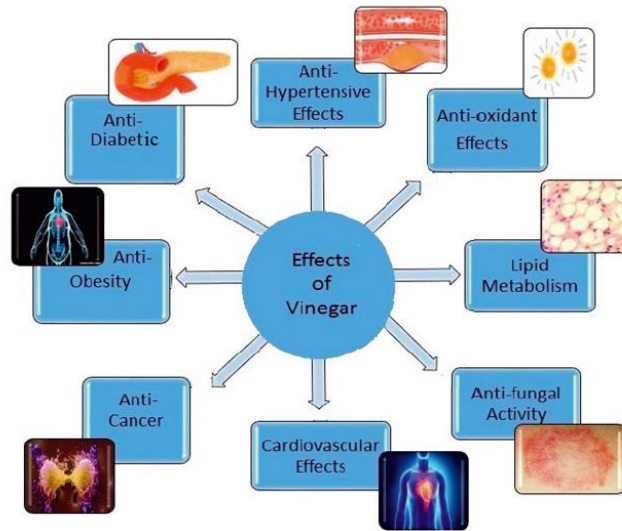 Anti-
Hypertensive
Effects
Anti-
Diabetic
Anti-oxidant
Effects
Anti-
Obesity
Effects
of
Vinegar
Lipid
Metabolism
Anti-
Cancer
Cardiovascular
Effects
Anti-fungal
Activity